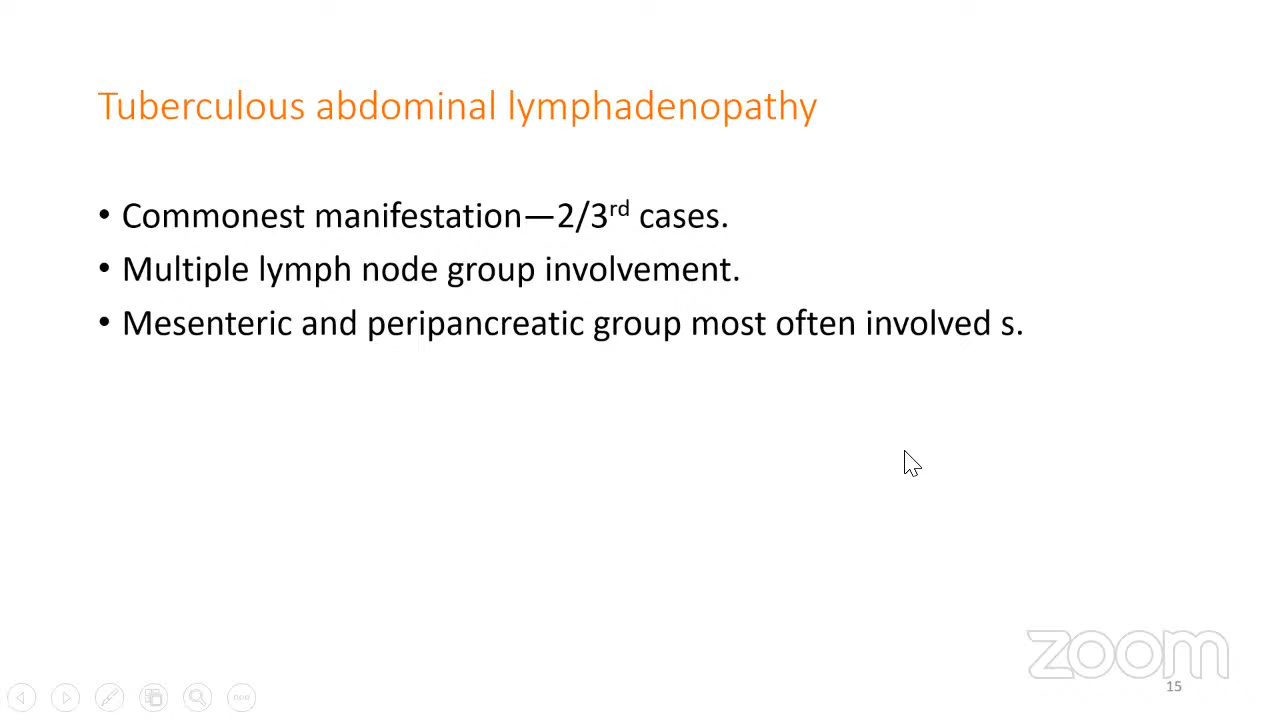 Tuberculous abdominal lymphadenopathy
• Commonest manifestation—2/3rd cases.
• Multiple lymph node group involvement.
• Mesenteric and peripancreatic group most often involved s.
zoom
15